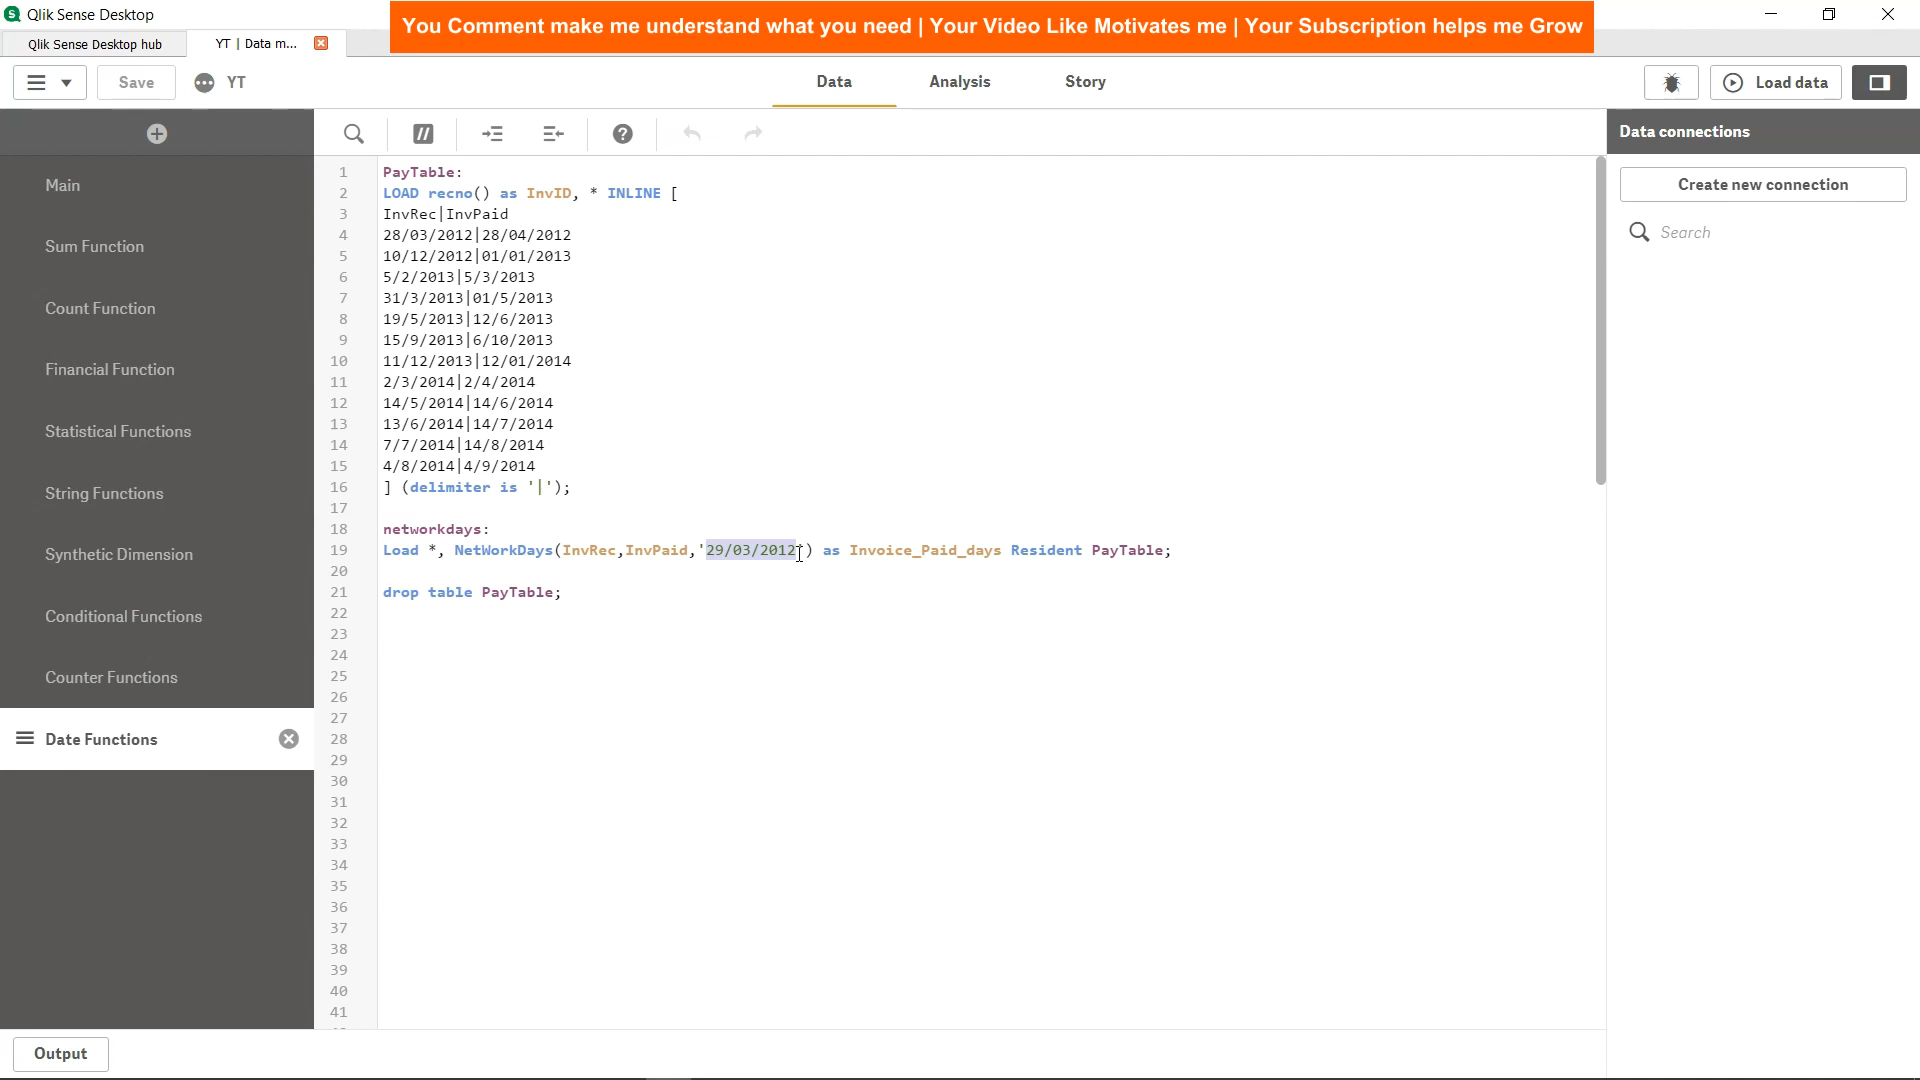 Qlik Sense Desktop
You Comment make me understand what you need | Your Video Like Motivates me | Your Subscription helps me Grow
Qlik Sense Desktop hub
YT | Data m...
Save
YT
Data
Analysis
Story
Load data
Data connections
Create new connection
Search
Main
Sum Function
Count Function
Financial Function
Statistical Functions
String Functions
Synthetic Dimension
Conditional Functions
Counter Functions
Date Functions
1 PayTable:
2 LOAD recno() as InvID, * INLINE [
3 InvRec|InvPaid
4 28/03/2012|28/04/2012
5 10/12/2012|01/01/2013
6 5/2/2013|5/3/2013
7 31/3/2013|01/5/2013
8 19/5/2013|12/6/2013
9 15/9/2013|6/10/2013
10 11/12/2013|12/01/2014
11 2/3/2014|2/4/2014
12 14/5/2014|14/6/2014
13 13/6/2014|14/7/2014
14 7/7/2014|14/8/2014
15 4/8/2014|4/9/2014
16 ] (delimiter is '|');
17
18 networkdays:
19 Load *, NetWorkDays(InvRec,InvPaid,'29/03/2012') as Invoice_Paid_days Resident PayTable;
20
21 drop table PayTable;
22
23
24
25
26
27
28
29
30
31
32
33
34
35
36
37
38
39
40
41
Output